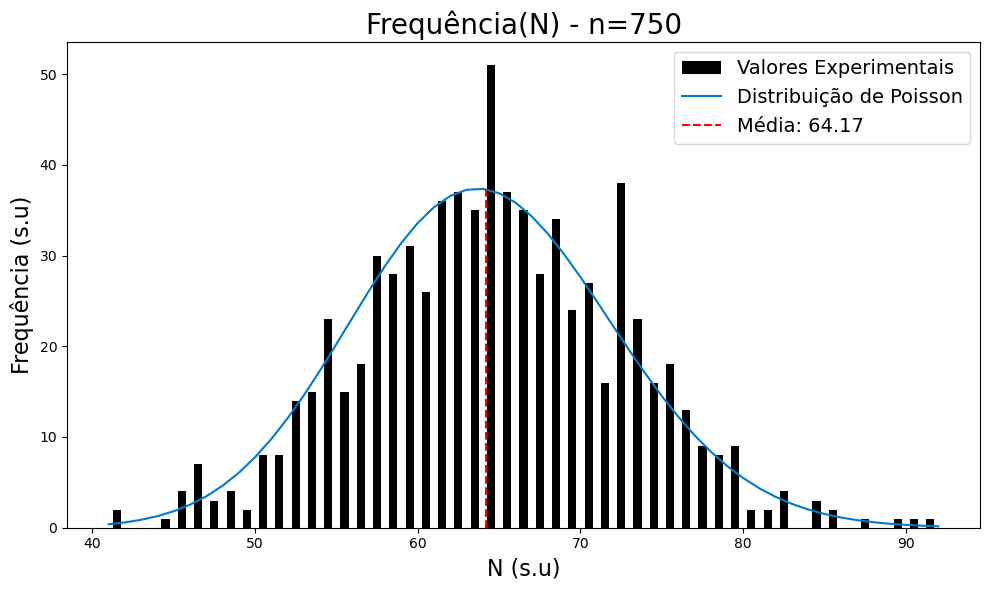 Frequência(N) - n=750
Valores Experimentais
Distribuição de Poisson
Média: 64.17
Frequência (s.u)
50
40
30
20
10
0
40 50 60 70 80 90
N (s.u)